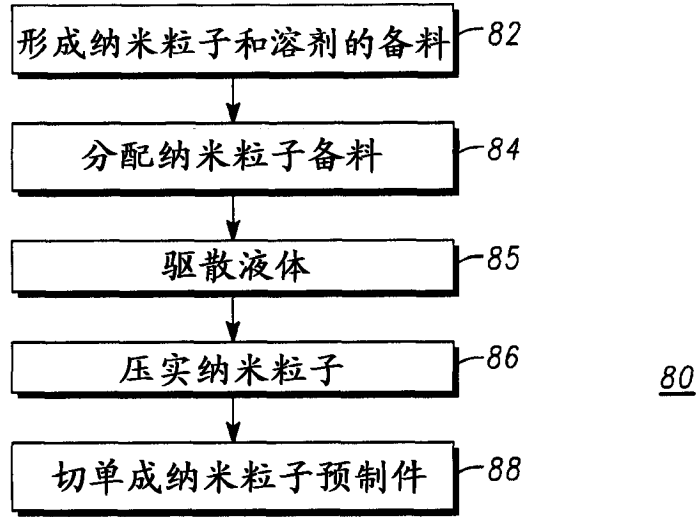 形成纳米粒子和溶剂的备料 82
分配纳米粒子备料 84
驱散液体 85
压实纳米粒子 86
80
切单成纳米粒子预制件 88